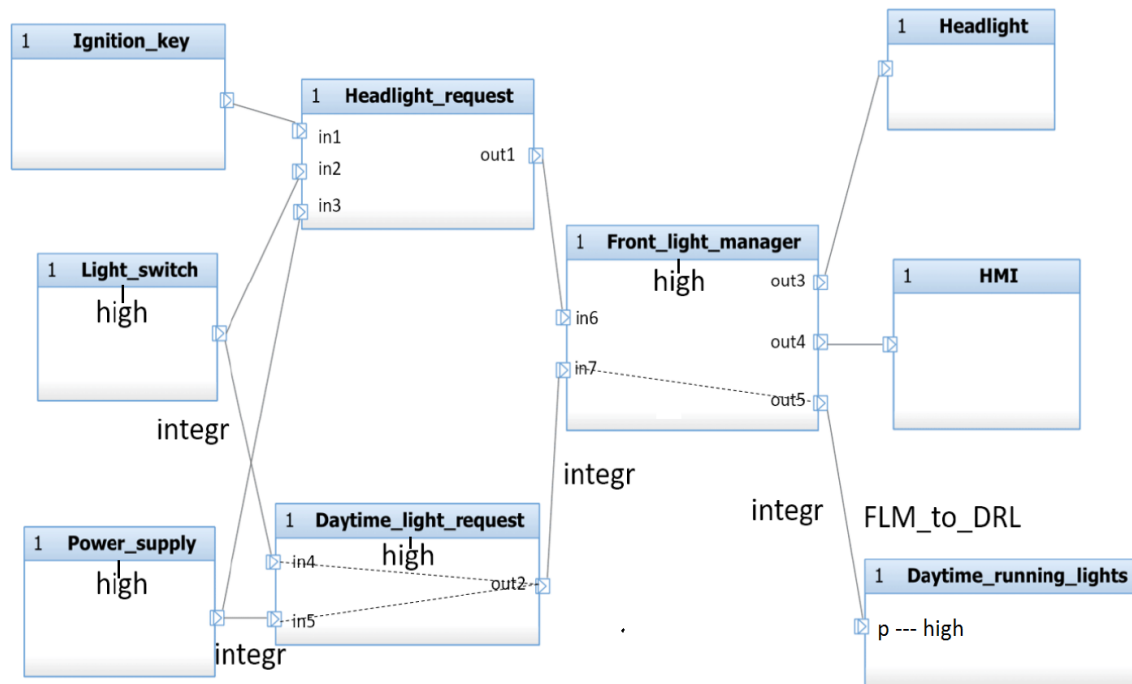 1 Ignition_key
1 Headlight_request
in1
in2
in3
out1
1 Headlight
1 Light_switch
high
1 Front_light_manager
high
in6
in7
out3
out4
out5
1 HMI
integr
integr
integr
FLM_to_DRL
1 Power_supply
high
integr
1 Daytime_light_request
high
in4
in5
out2
1 Daytime_running_lights
p --- high